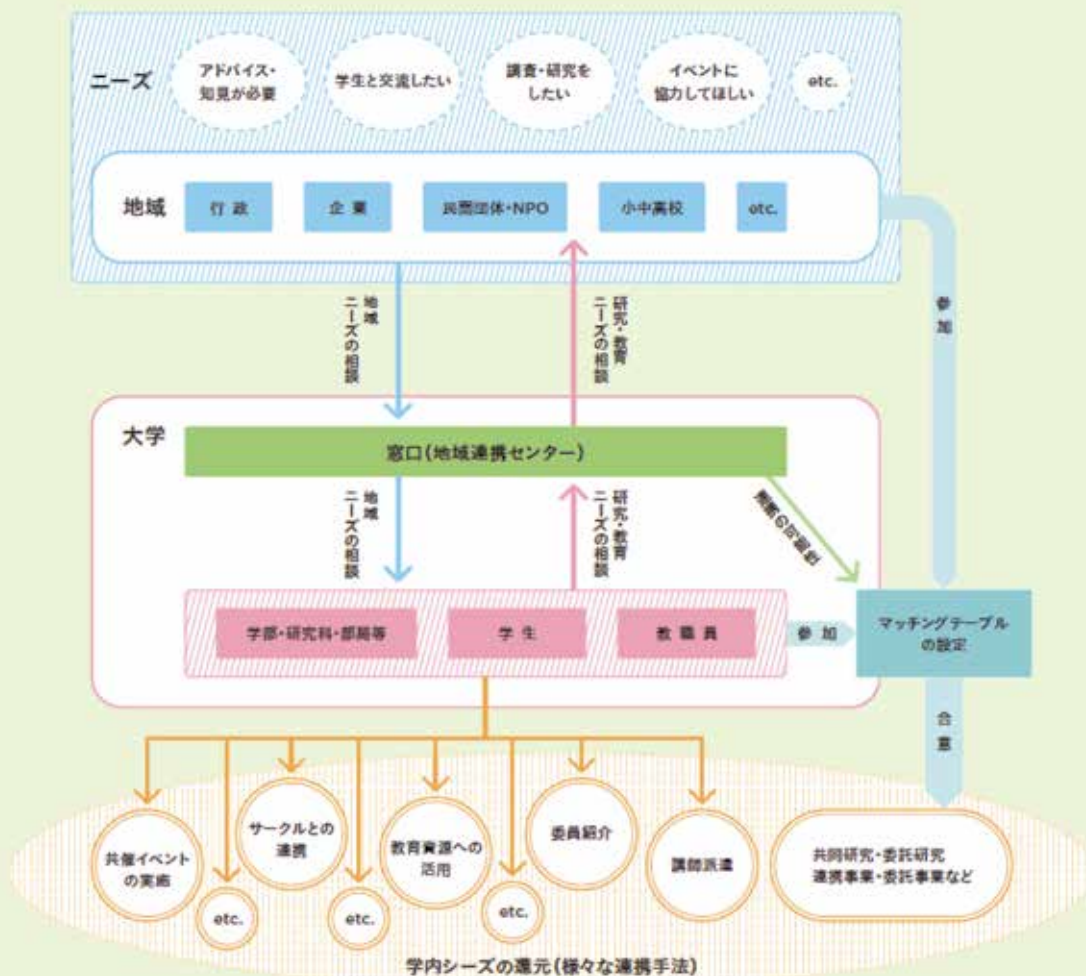 ニーズ
アドバイス・
知見が必要
学生と交流したい
調査・研究を
したい
イベントに
協力してほしい
etc.
地域
行政
企業
民間団体・NPO
小中高校
etc.
地域
ニーズの相談
研究・教育
ニーズの相談
参加
大学
窓口(地域連携センター)
地域
ニーズの相談
研究・教育
ニーズの相談
連携の可能性
学部・研究科・部局等
学生
教職員
参加
マッチングテーブル
の設定
合意
共催イベント
の実施
etc.
サークルとの
連携
etc.
教育資源への
活用
etc.
委員紹介
講師派遣
共同研究・委託研究
連携事業・委託事業など
学内シーズの還元(様々な連携手法)